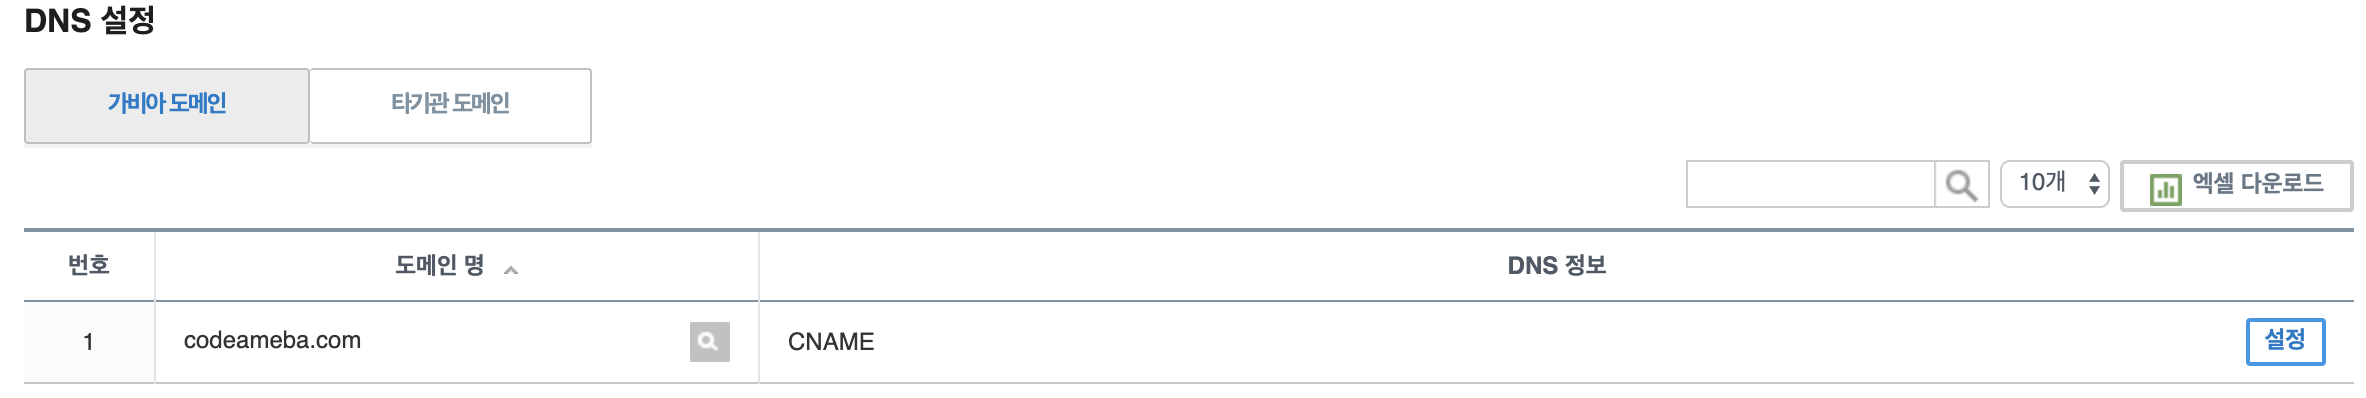 DNS 설정
가비아 도메인 타기관 도메인
10개 엑셀 다운로드
번호 도메인 명 DNS 정보
1 codeameba.com CNAME 설정